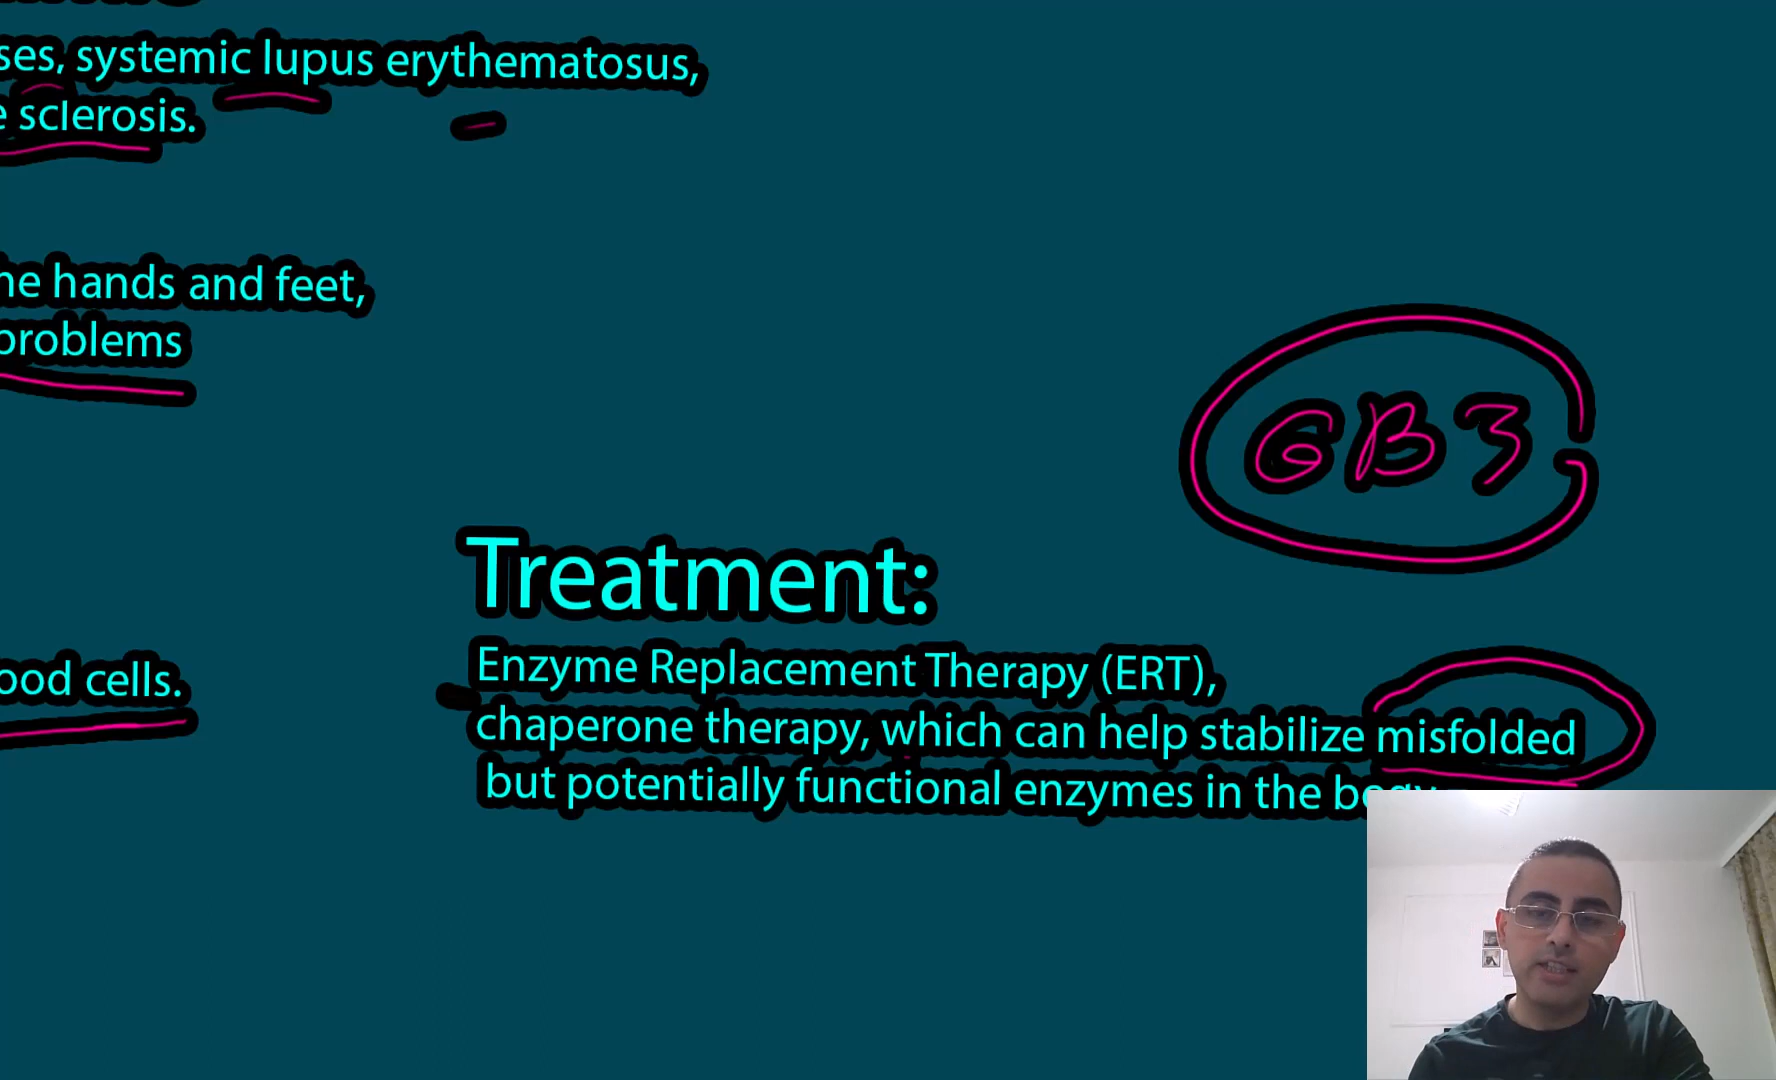 ses, systemic lupus erythematosus,
e sclerosis.
he hands and feet,
problems
GB3
Treatment:
Enzyme Replacement Therapy (ERT),
ood cells.
chaperone therapy, which can help stabilize misfolded
but potentially functional enzymes in the body